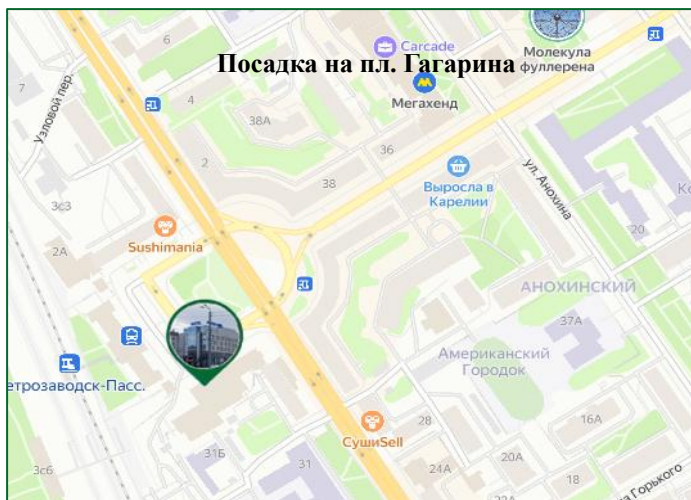 6
Carcade
Молекула
фуллерена
Посадка на пл. Гагарина
7
Узловой пер.
4
38А
Мегахенд
36
2
38
Выросла в
Карелии
ул. Анохина
3с3
20
Sushimania
2А
АНОХИНСКИЙ
37А
Американский
Городок
етрозаводск-Пасс.
28
16А
СушиSell
31Б
31
20А
3с6
24А
18
Горького